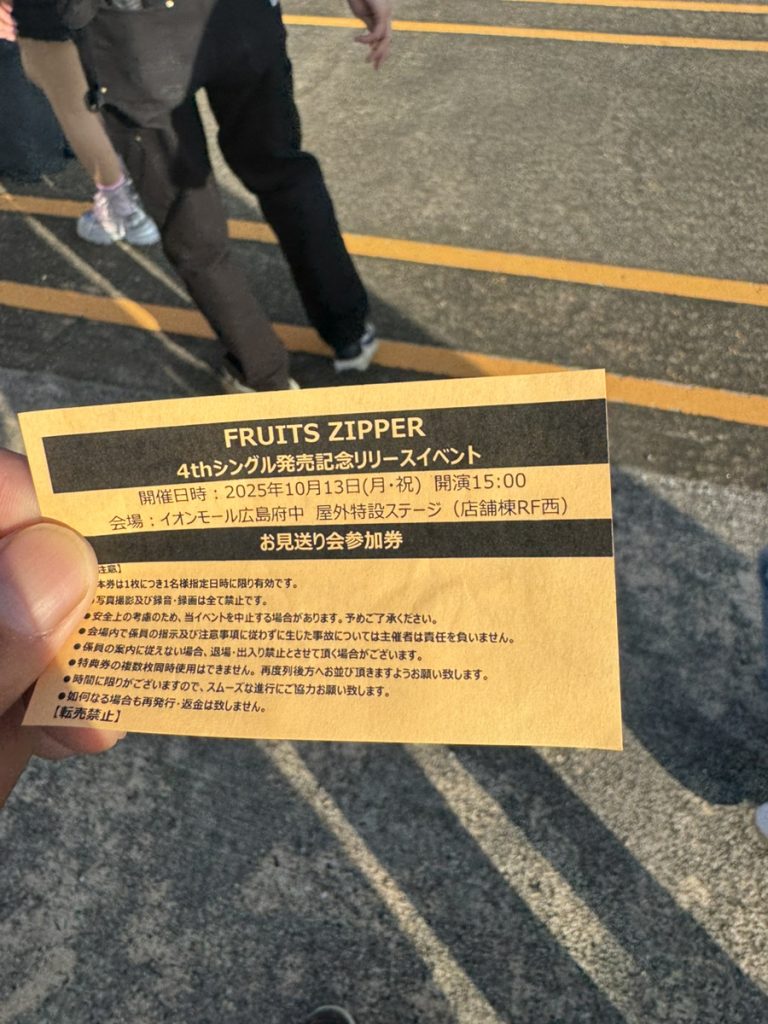 FRUITS ZIPPER
4thシングル発売記念リリースイベント
開催日時：2025年10月13日(月・祝) 開演15:00
会場：イオンモール広島府中 屋外特設ステージ（店舗棟RF西）
お見送り会参加券
注意】
本券は1枚につき1名様指定日時に限り有効です。
写真撮影及び録音・録画は全て禁止です。
●安全上の考慮のため、当イベントを中止する場合があります。予めご了承ください。
●会場内で係員の指示及び注意事項に従わずに生じた事故については主催者は責任を負いません。
●係員の案内に従えない場合、退場・出入り禁止とさせて頂く場合がございます。
●特典券の複数枚同時使用はできません。再度列後方へお並び頂きますようお願い致します。
●時間に限りがございますので、スムーズな進行にご協力お願い致します。
●如何なる場合も再発行・返金は致しません。
【転売禁止】